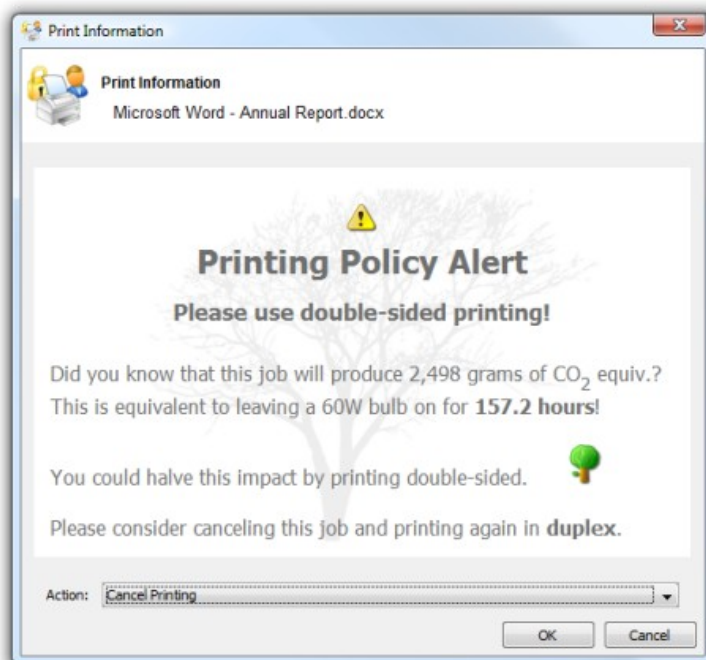 Print Information
Print Information
Microsoft Word - Annual Report.docx
Printing Policy Alert
Please use double-sided printing!
Did you know that this job will produce 2,498 grams of CO₂ equiv.?
This is equivalent to leaving a 60W bulb on for 157.2 hours!
You could halve this impact by printing double-sided.
Please consider canceling this job and printing again in duplex.
Action: Cancel Printing
OK Cancel